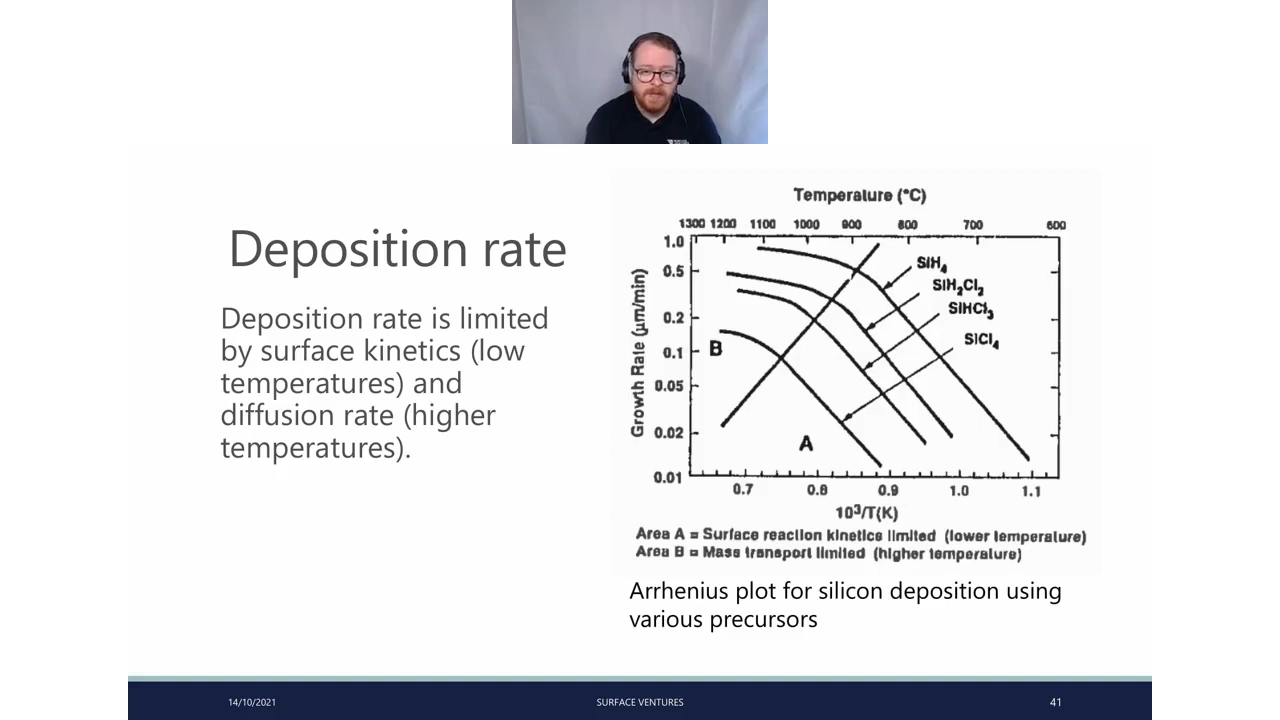 Deposition rate
Deposition rate is limited
by surface kinetics (low
temperatures) and
diffusion rate (higher
temperatures).
Temperature (°C)
1300 1200 1100 1000 900 800 700 600
Growth Rate (μm/min)
1.0
0.5
0.2
0.1
0.05
0.02
0.01
SiH4
SiH2Cl2
SiHCl3
SiCl4
B
A
0.7 0.8 0.9 1.0 1.1
10³/T(K)
Area A = Surface reaction kinetics limited (lower temperature)
Area B = Mass transport limited (higher temperature)
Arrhenius plot for silicon deposition using
various precursors
14/10/2021
SURFACE VENTURES
41